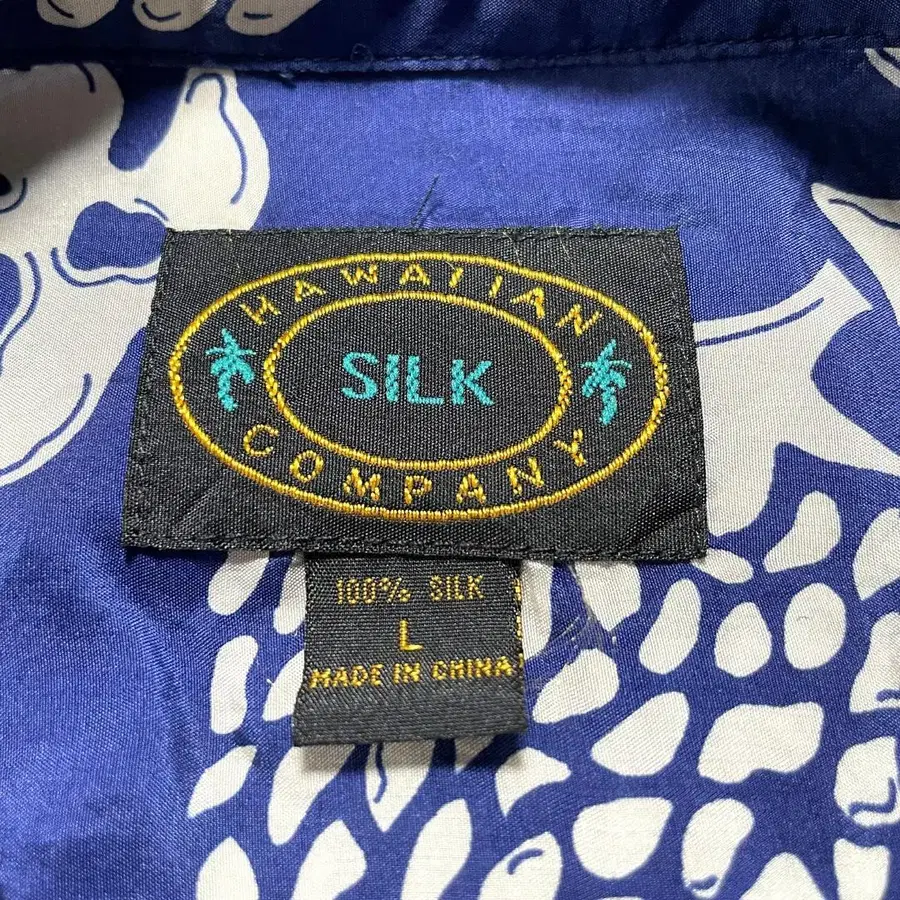 HAWAIIAN
SILK
COMPANY
100% SILK
L
MADE IN CHINA